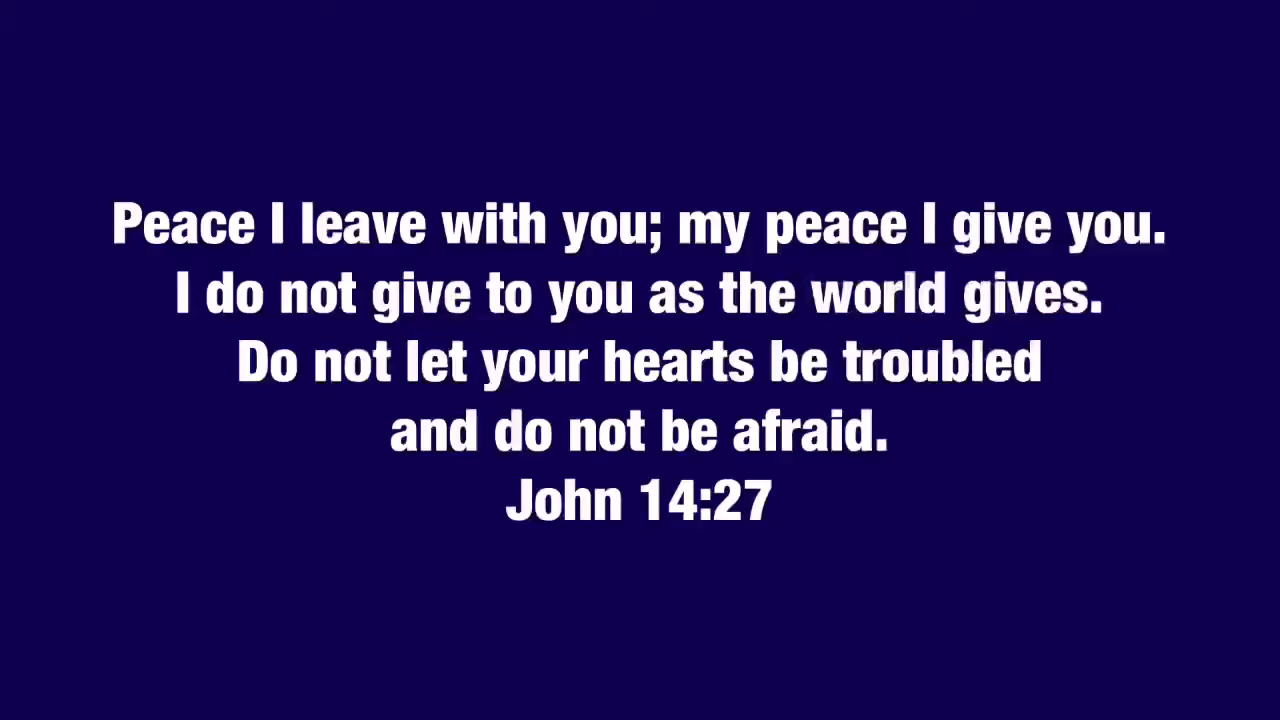 Peace I leave with you; my peace I give you.
I do not give to you as the world gives.
Do not let your hearts be troubled
and do not be afraid.
John 14:27